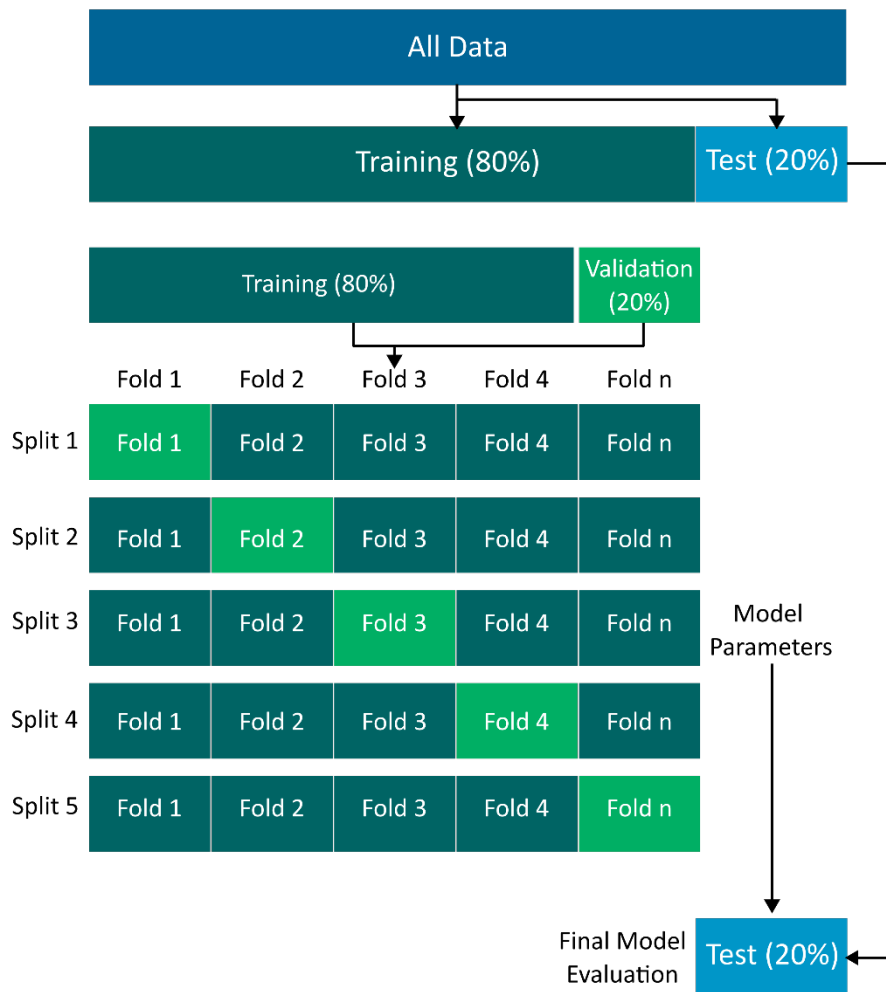 All Data
Training (80%)
Test (20%)
Training (80%)
Validation
(20%)
Fold 1 Fold 2 Fold 3 Fold 4 Fold n
Split 1 Fold 1 Fold 2 Fold 3 Fold 4 Fold n
Split 2 Fold 1 Fold 2 Fold 3 Fold 4 Fold n
Split 3 Fold 1 Fold 2 Fold 3 Fold 4 Fold n
Model
Parameters
Split 4 Fold 1 Fold 2 Fold 3 Fold 4 Fold n
Split 5 Fold 1 Fold 2 Fold 3 Fold 4 Fold n
Final Model
Evaluation
Test (20%)